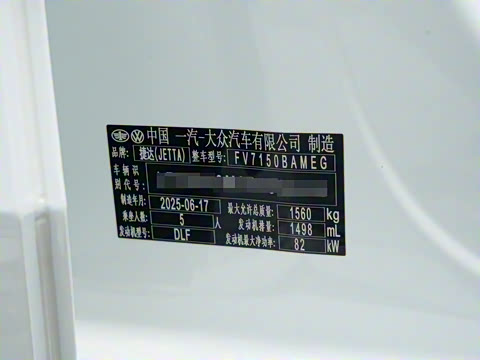 中国 一汽-大众汽车有限公司 制造
品牌: 捷达(JETTA) 整车型号: FV7150BAMEG
车辆识
别代号:
制造年月: 2025-06-17 最大允许总质量: 1560 kg
乘坐人数: 5 人 发动机排量: 1498 mL
发动机型号: DLF 发动机最大净功率: 82 kW